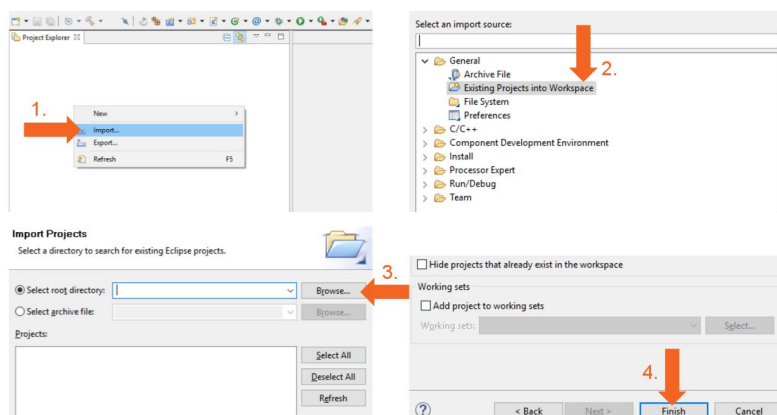 Project Explorer
1.
New
Import...
Export...
Refresh F5
Select an import source:
2.
General
Archive File
Existing Projects into Workspace
File System
Preferences
C/C++
Component Development Environment
Install
Processor Expert
Run/Debug
Team
Import Projects
Select a directory to search for existing Eclipse projects.
3.
Select root directory: Browse...
Select archive file: Browse...
Projects:
Select All
Deselect All
Refresh
Hide projects that already exist in the workspace
Working sets
Add project to working sets
Working sets: Select...
4.
? < Back Next > Finish Cancel